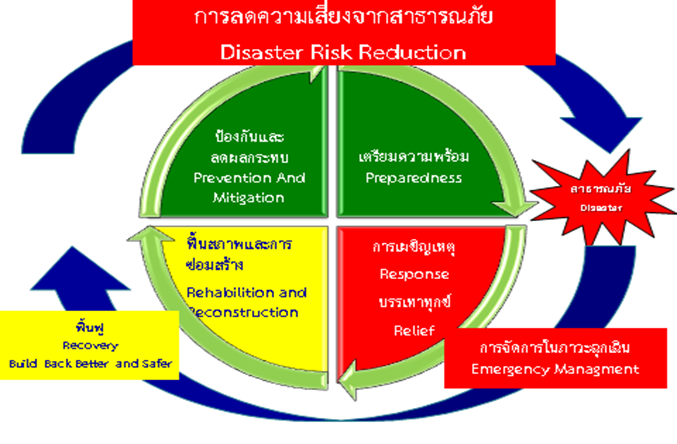 การลดความเสี่ยงจากสาธารณภัย
Disaster Risk Reduction
ป้องกันและ
ลดผลกระทบ
Prevention And
Mitigation
เตรียมความพร้อม
Preparedness
สาธารณภัย
Disaster
ฟื้นสภาพและการ
ซ่อมสร้าง
Rehabilition and
Reconstruction
การเผชิญเหตุ
Response
บรรเทาทุกข์
Relief
ฟื้นฟู
Recovery
Build Back Better and Safer
การจัดการในภาวะฉุกเฉิน
Emergency Managment